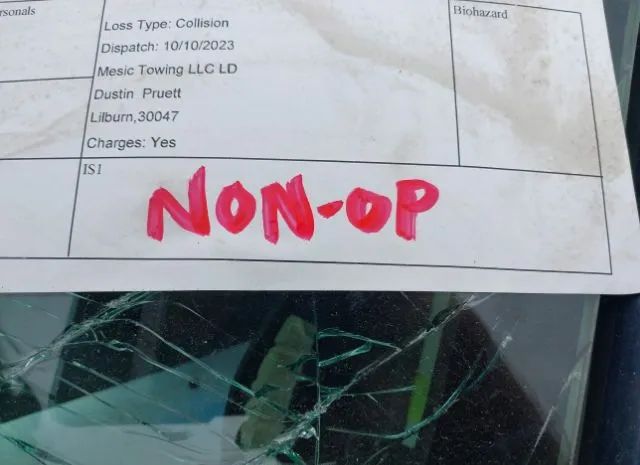 Loss Type: Collision
Biohazard
Dispatch: 10/10/2023
Mesic Towing LLC LD
Dustin Pruett
Lilburn,30047
Charges: Yes
IS1
NON-OP